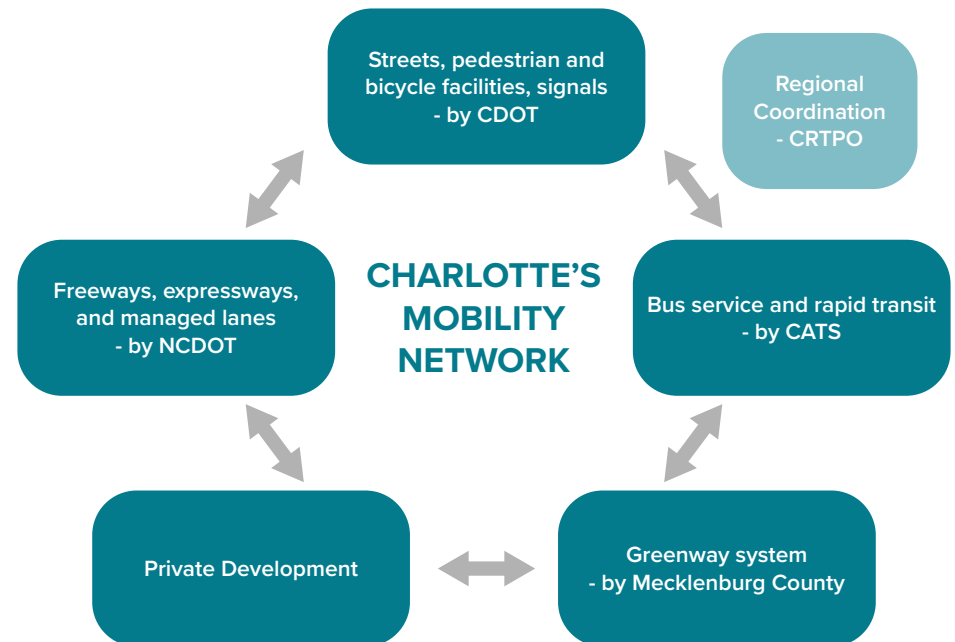 Streets, pedestrian and
bicycle facilities, signals
- by CDOT
Regional
Coordination
- CRTPO
Freeways, expressways,
and managed lanes
- by NCDOT
CHARLOTTE’S
MOBILITY
NETWORK
Bus service and rapid transit
- by CATS
Private Development
Greenway system
- by Mecklenburg County